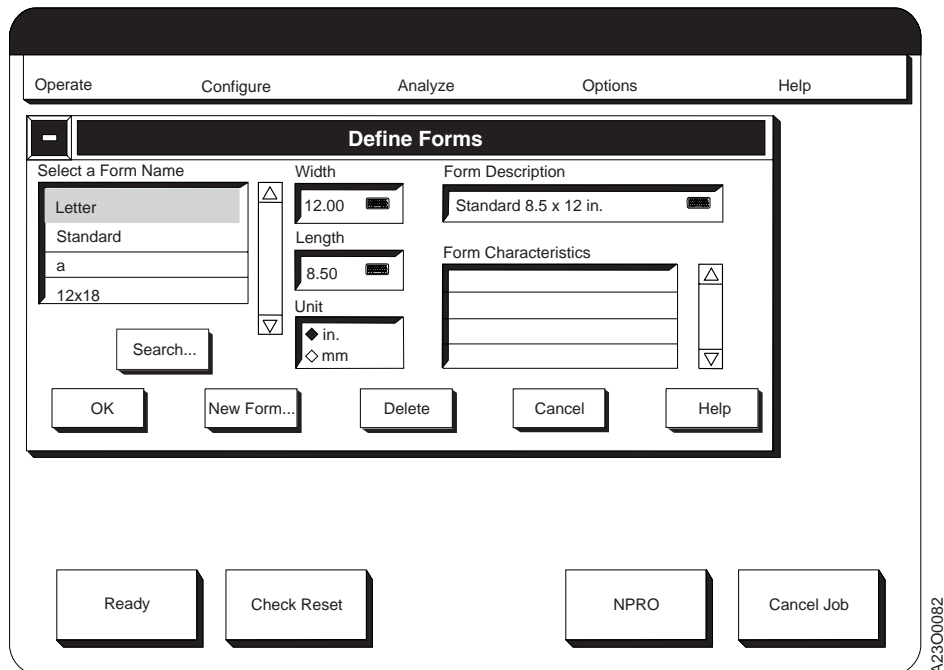 Operate Configure Analyze Options Help
Define Forms
Select a Form Name
Letter
Standard
a
12x18
Search...
Width
12.00
Length
8.50
Unit
in.
mm
Form Description
Standard 8.5 x 12 in.
Form Characteristics
OK New Form... Delete Cancel Help
Ready Check Reset NPRO Cancel Job
A23O0082